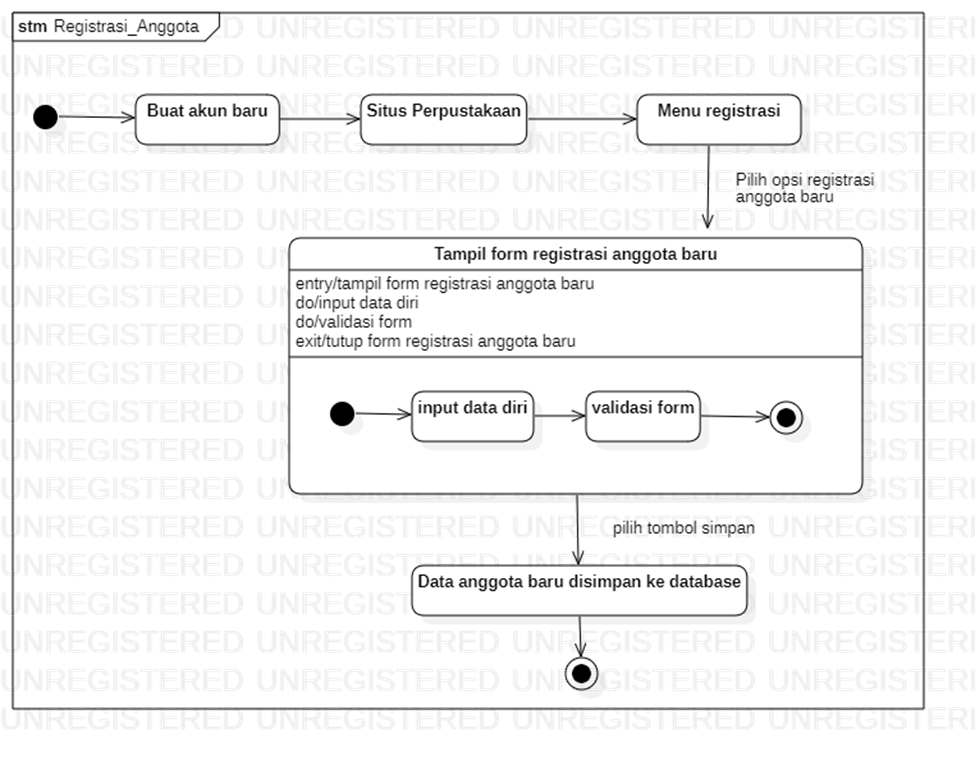 stm Registrasi_Anggota
Buat akun baru
Situs Perpustakaan
Menu registrasi
Pilih opsi registrasi
anggota baru
Tampil form registrasi anggota baru
entry/tampil form registrasi anggota baru
do/input data diri
do/validasi form
exit/tutup form registrasi anggota baru
input data diri
validasi form
pilih tombol simpan
Data anggota baru disimpan ke database
UNREGISTERED